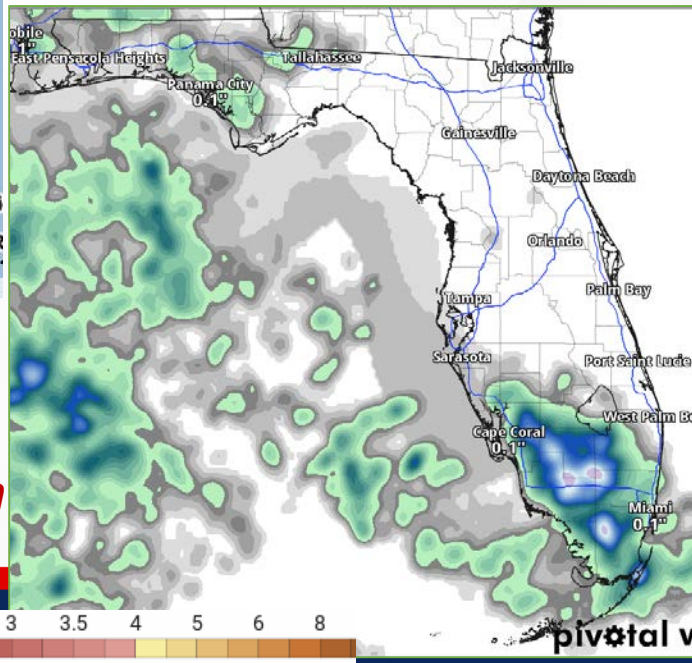 obile
1"
East Pensacola Heights
Tallahassee
Jacksonville
Panama City
0.1"
Gainesville
Daytona Beach
Orlando
Tampa
Palm Bay
Sarasota
Port Saint Lucie
West Palm Be
Cape Coral
0.1"
Miami
0.1"
3 3.5 4 5 6 8
pivotal w